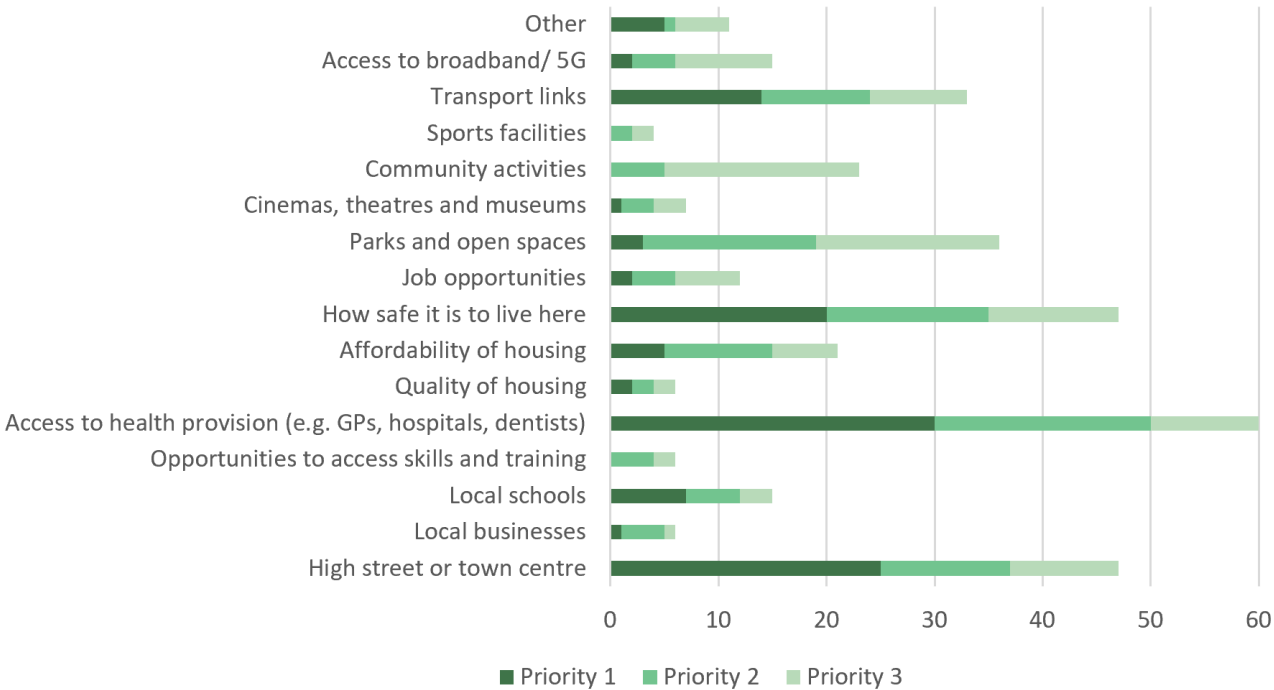 Other
Access to broadband/ 5G
Transport links
Sports facilities
Community activities
Cinemas, theatres and museums
Parks and open spaces
Job opportunities
How safe it is to live here
Affordability of housing
Quality of housing
Access to health provision (e.g. GPs, hospitals, dentists)
Opportunities to access skills and training
Local schools
Local businesses
High street or town centre
0 10 20 30 40 50 60
Priority 1 Priority 2 Priority 3